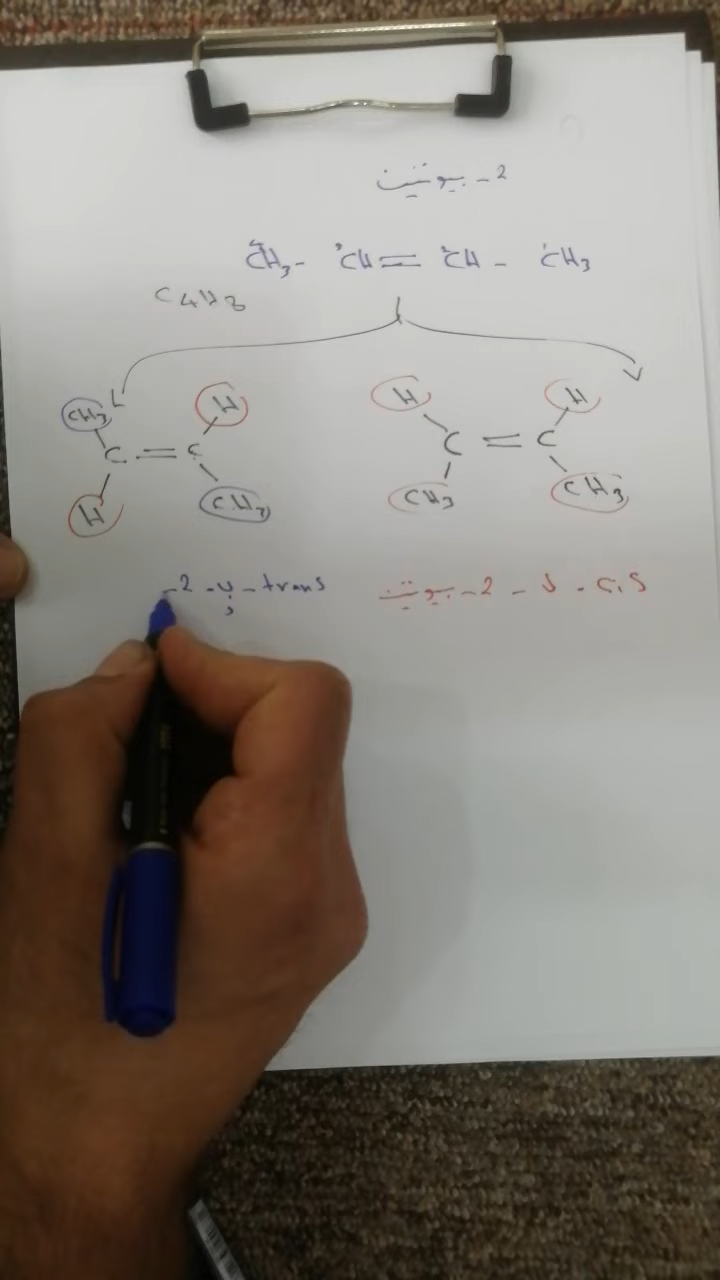 2 - بيوتين
CH₃ - CH = CH - CH₃
C₄H₈
CH₃ H
C = C
H CH₃
H H
C = C
CH₃ CH₃
cis - 2 - بيوتين
trans - 2 -